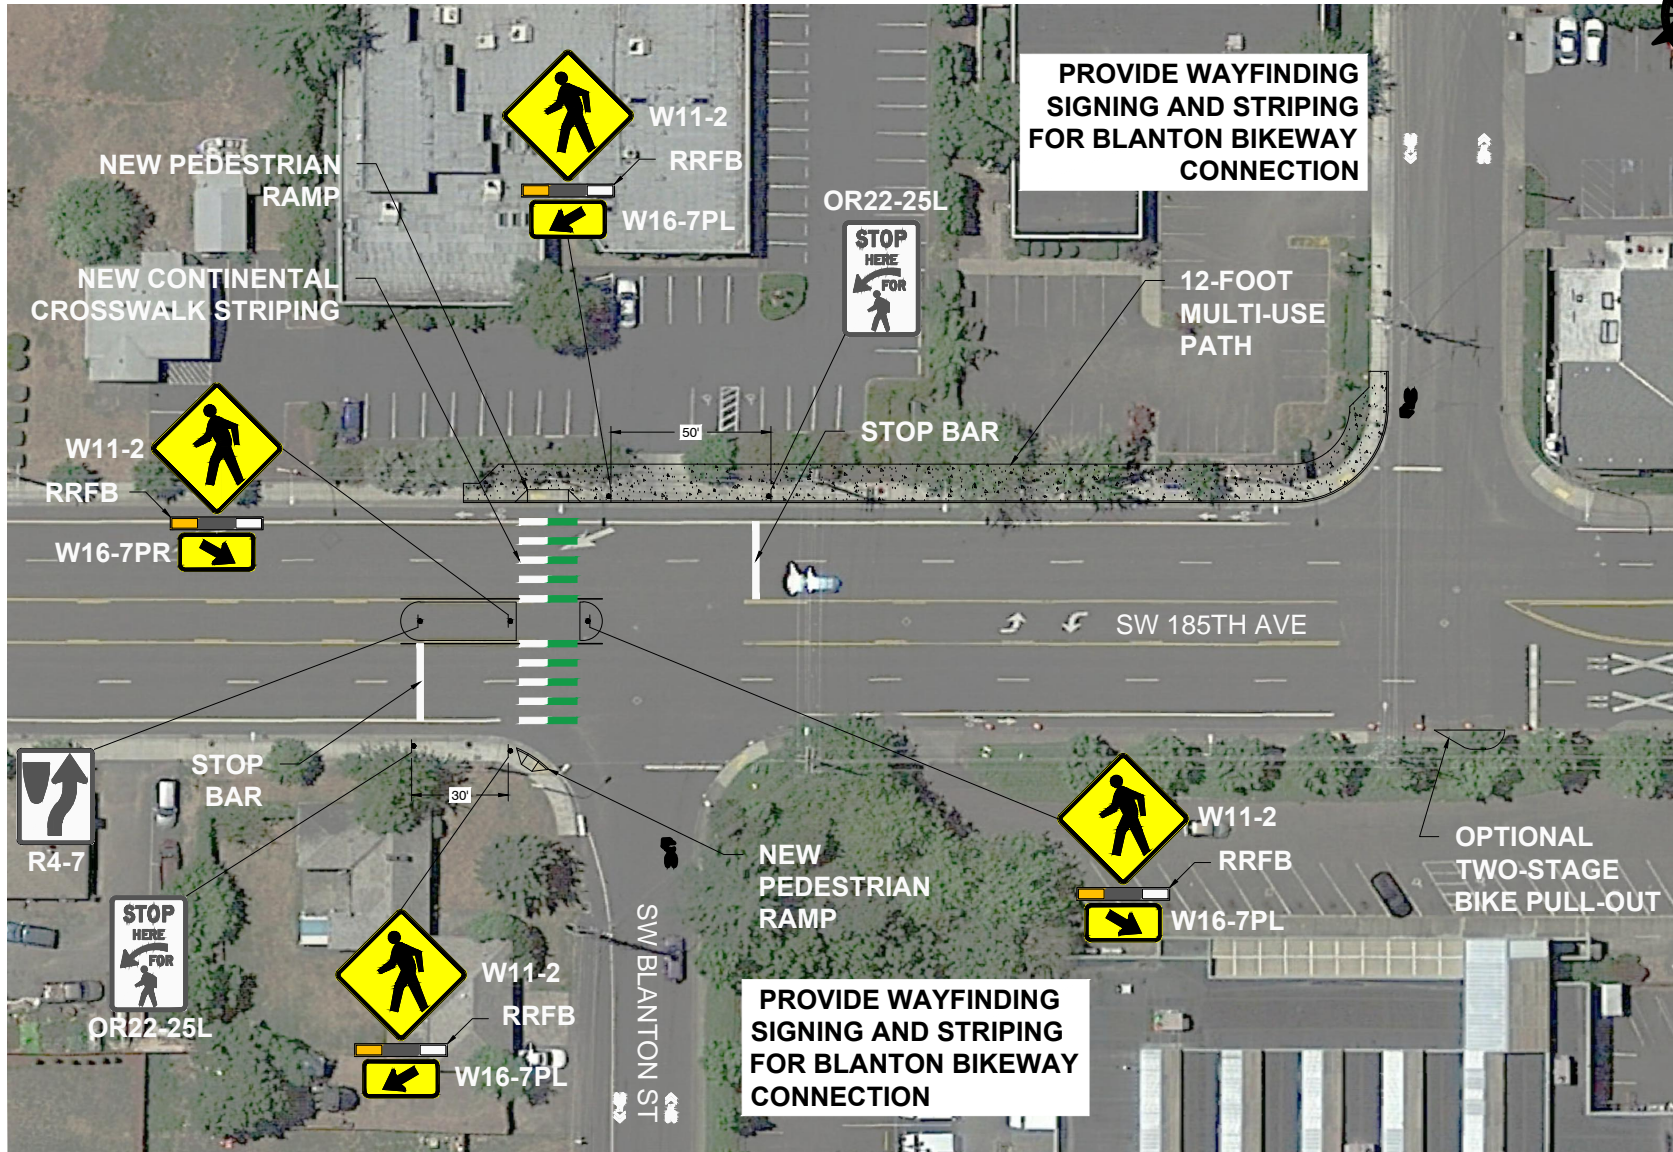 PROVIDE WAYFINDING
SIGNING AND STRIPING
FOR BLANTON BIKEWAY
CONNECTION
W11-2
RRFB
W16-7PL
NEW PEDESTRIAN
RAMP
NEW CONTINENTAL
CROSSWALK STRIPING
OR22-25L
STOP
HERE
FOR
12-FOOT
MULTI-USE
PATH
W11-2
RRFB
W16-7PR
50'
STOP BAR
SW 185TH AVE
R4-7
STOP
BAR
30'
STOP
HERE
FOR
OR22-25L
W11-2
RRFB
W16-7PL
NEW
PEDESTRIAN
RAMP
SW BLANTON ST
W11-2
RRFB
W16-7PL
OPTIONAL
TWO-STAGE
BIKE PULL-OUT
PROVIDE WAYFINDING
SIGNING AND STRIPING
FOR BLANTON BIKEWAY
CONNECTION